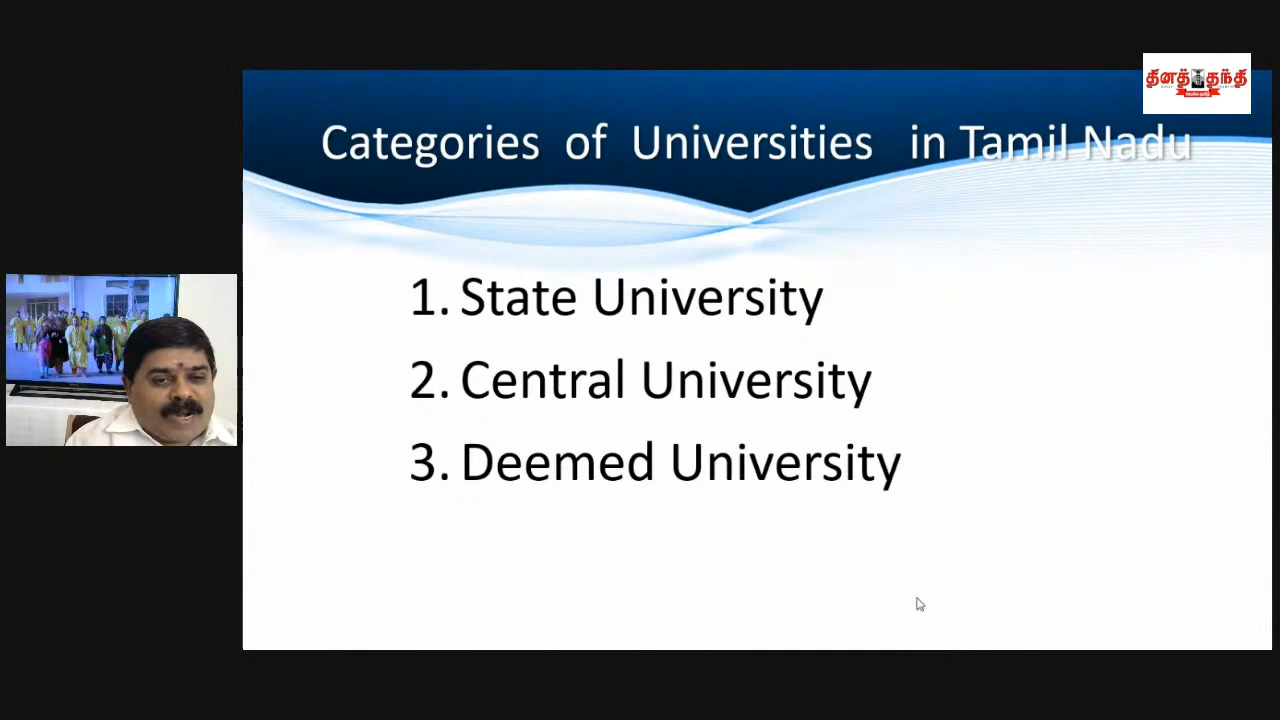 தினத்தந்தி
Categories of Universities in Tamil Nadu
1. State University
2. Central University
3. Deemed University